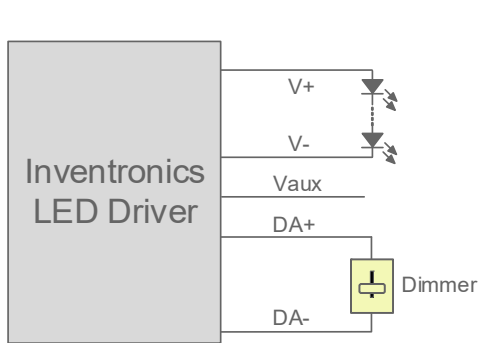 V+
V-
Inventronics
LED Driver
Vaux
DA+
Dimmer
DA-